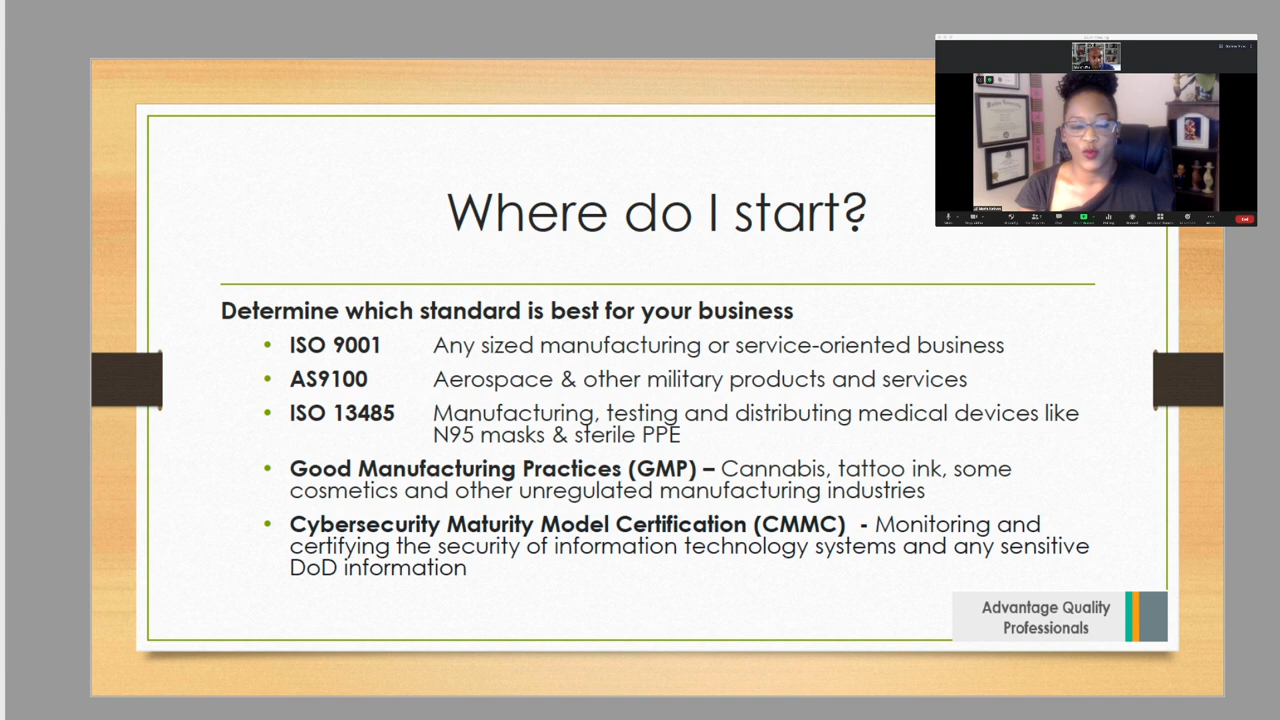 Where do I start?
Determine which standard is best for your business
• ISO 9001 Any sized manufacturing or service-oriented business
• AS9100 Aerospace & other military products and services
• ISO 13485 Manufacturing, testing and distributing medical devices like
N95 masks & sterile PPE
• Good Manufacturing Practices (GMP) – Cannabis, tattoo ink, some
cosmetics and other unregulated manufacturing industries
• Cybersecurity Maturity Model Certification (CMMC) - Monitoring and
certifying the security of information technology systems and any sensitive
DoD information
Advantage Quality
Professionals